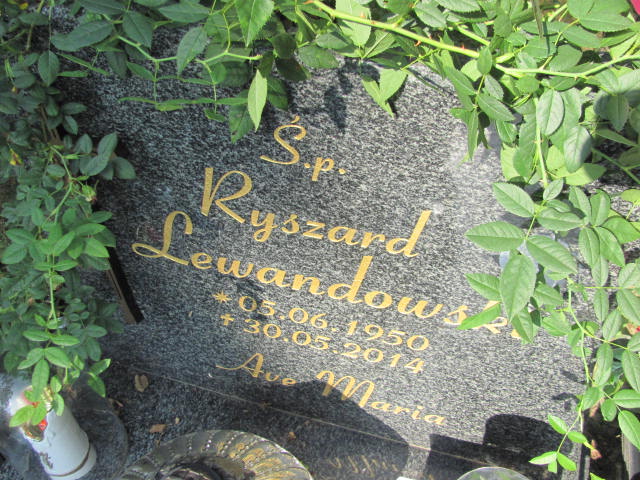 Ś.p.
Ryszard
Lewandowski
* 05.06.1950
+ 30.05.2014
Ave Maria